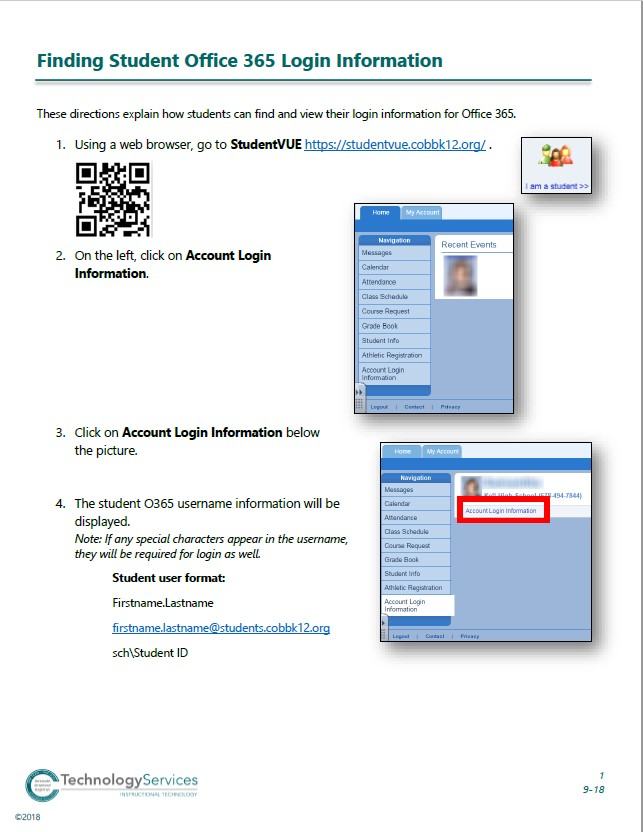 Finding Student Office 365 Login Information
These directions explain how students can find and view their login information for Office 365.
1. Using a web browser, go to StudentVUE https://studentvue.cobbk12.org/ .
I am a student >>
Home My Account
Navigation
Messages
Calendar
Attendance
Class Schedule
Course Request
Grade Book
Student Info
Athletic Registration
Account Login
Information
Recent Events
Logout | Contact | Privacy
2. On the left, click on Account Login
Information.
3. Click on Account Login Information below
the picture.
Home My Account
Navigation
Messages
Calendar
Attendance
Class Schedule
Course Request
Grade Book
Student Info
Athletic Registration
Account Login
Information
Kell High School (678-494-7844)
Account Login Information
Logout | Contact | Privacy
4. The student O365 username information will be
displayed.
Note: If any special characters appear in the username,
they will be required for login as well.
Student user format:
Firstname.Lastname
firstname.lastname@students.cobbk12.org
sch\Student ID
TechnologyServices
INSTRUCTIONAL TECHNOLOGY
1
9-18
©2018